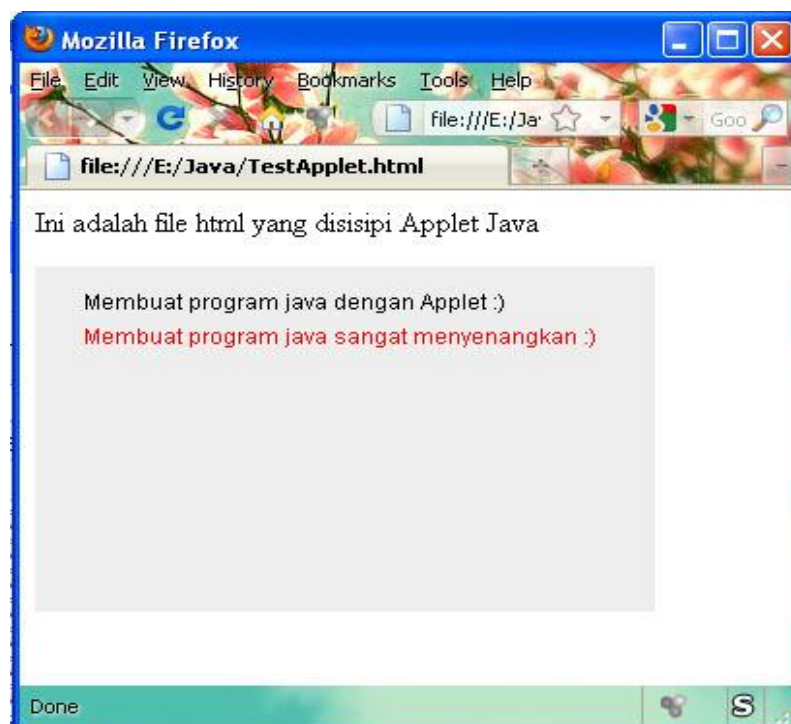 Mozilla Firefox
File Edit View History Bookmarks Tools Help
file:///E:/Ja Goo
file:///E:/Java/TestApplet.html
Ini adalah file html yang disisipi Applet Java
Membuat program java dengan Applet :)
Membuat program java sangat menyenangkan :)
Done S